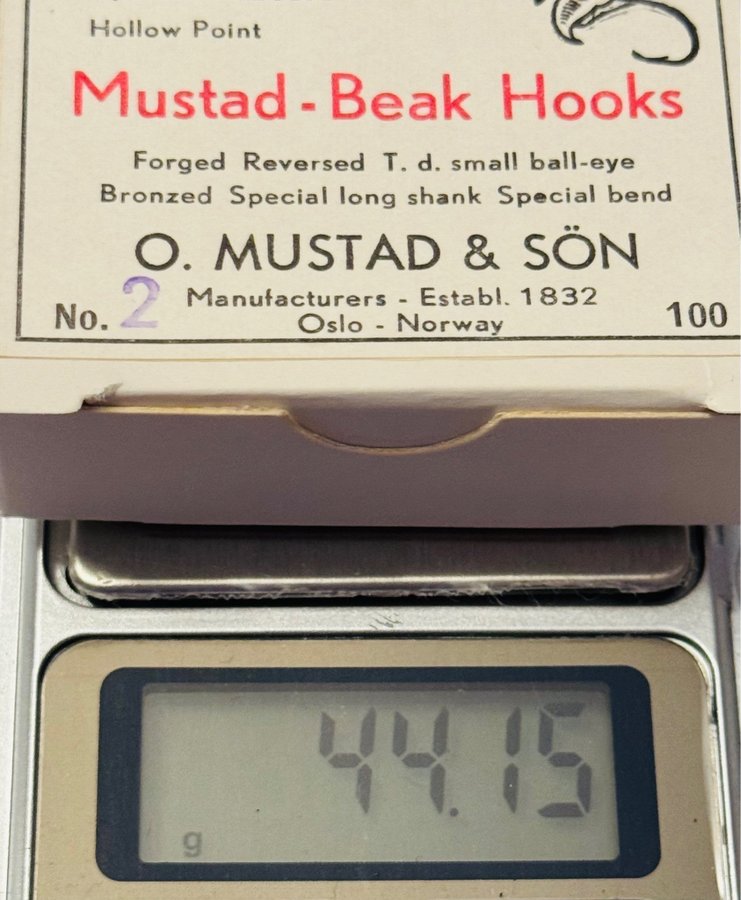 Hollow Point
Mustad - Beak Hooks
Forged Reversed T. d. small ball-eye
Bronzed Special long shank Special bend
O. MUSTAD & SÖN
No. 2 Manufacturers - Establ. 1832 100
Oslo - Norway
44.15
g